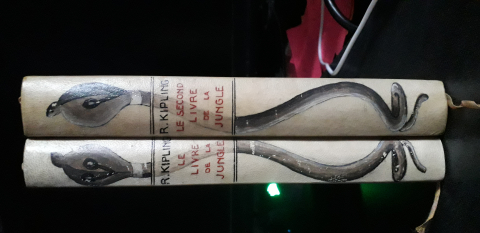 R. KIPLING
LE SECOND
LIVRE
DE LA
JUNGLE
R. KIPLING
LE
LIVRE
DE LA
JUNGLE